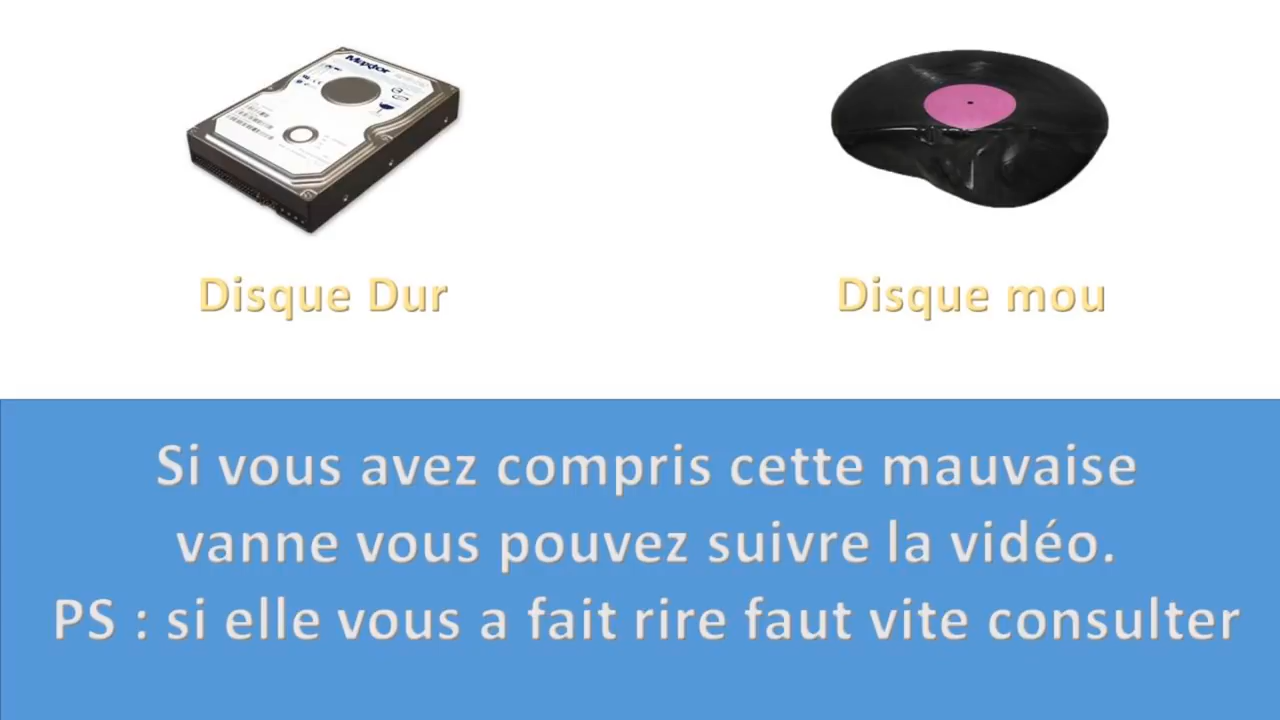 Maxtor
Disque Dur
Disque mou
Si vous avez compris cette mauvaise
vanne vous pouvez suivre la vidéo.
PS : si elle vous a fait rire faut vite consulter